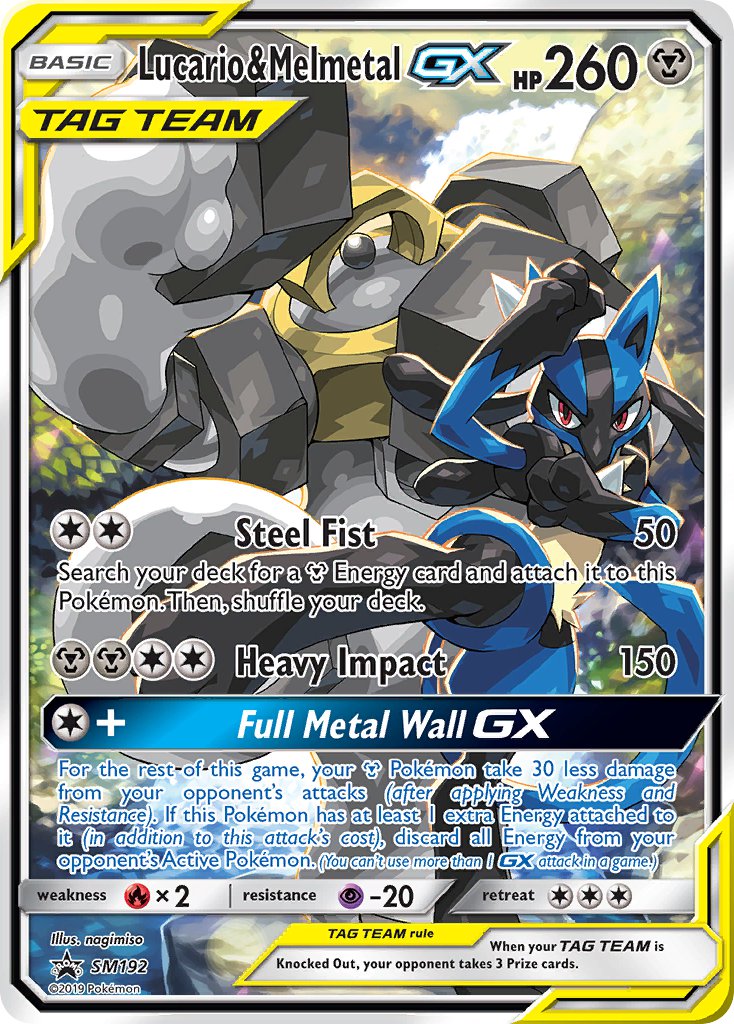 BASIC Lucario&Melmetal GX HP260
TAG TEAM
Steel Fist 50
Search your deck for a Energy card and attach it to this
Pokémon. Then, shuffle your deck.
Heavy Impact 150
+ Full Metal Wall GX
For the rest of this game, your Pokémon take 30 less damage
from your opponent's attacks (after applying Weakness and
Resistance). If this Pokémon has at least 1 extra Energy attached to
it (in addition to this attack's cost), discard all Energy from your
opponent's Active Pokémon. (You can't use more than 1 GX attack in a game.)
weakness ×2 resistance -20 retreat
Illus. nagimiso
TAG TEAM rule
When your TAG TEAM is
Knocked Out, your opponent takes 3 Prize cards.
SM192
©2019 Pokémon